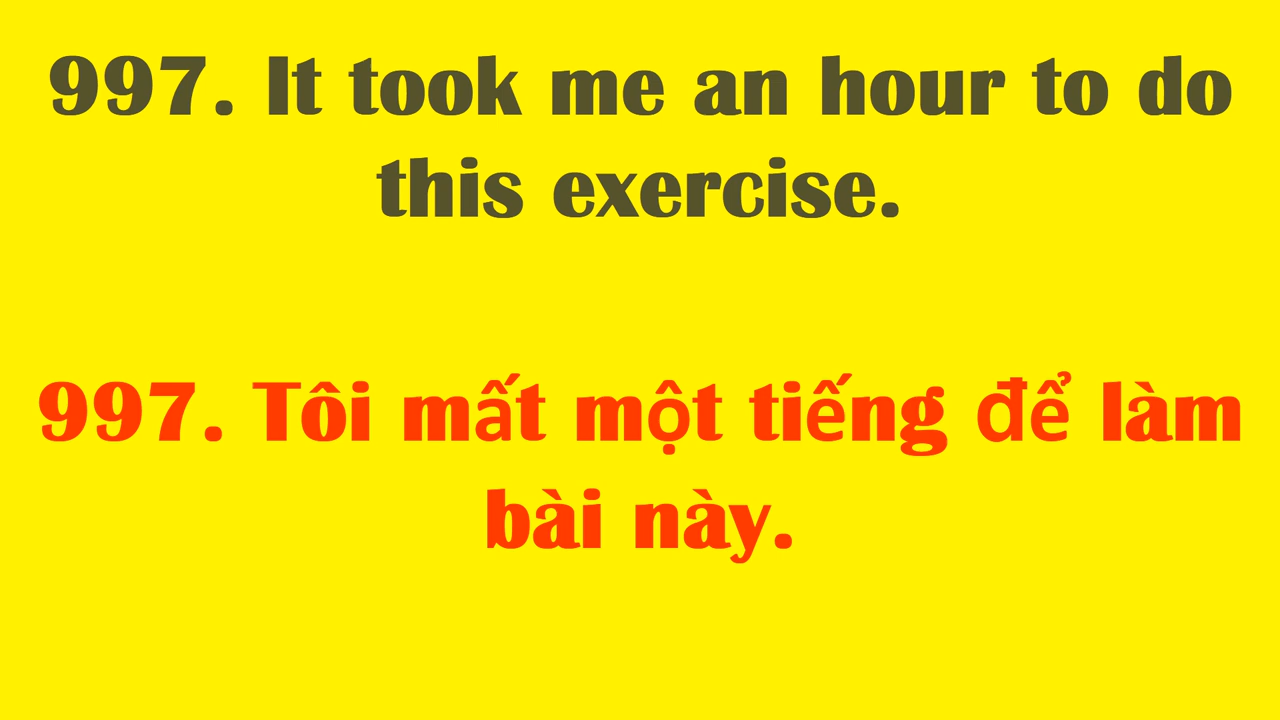 997. It took me an hour to do
this exercise.
997. Tôi mất một tiếng để làm
bài này.